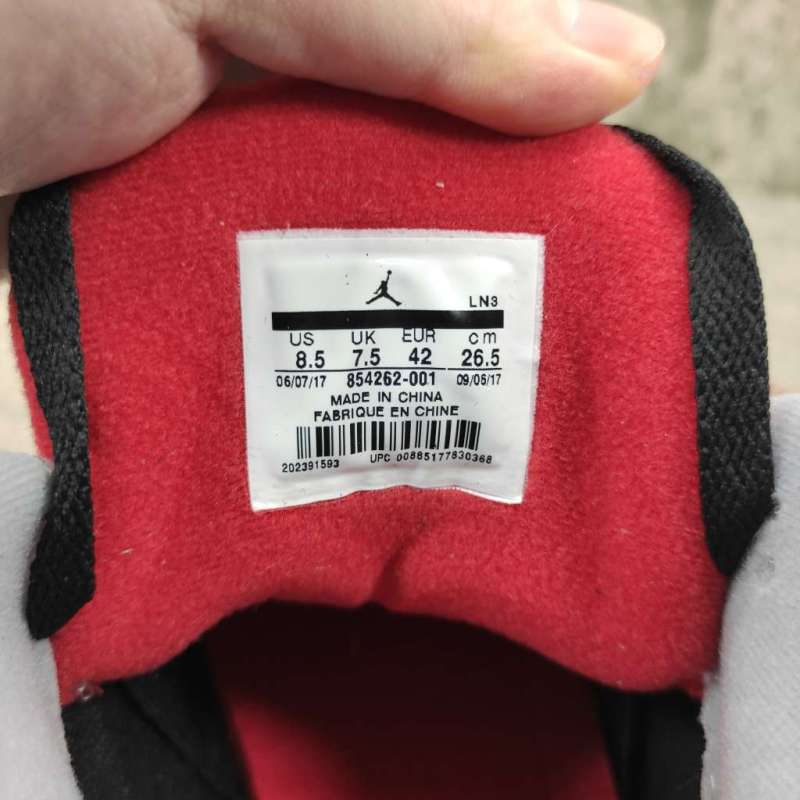 LN3
US UK EUR cm
8.5 7.5 42 26.5
06/07/17 854262-001 09/06/17
MADE IN CHINA
FABRIQUE EN CHINE
202391593 UPC 00885177830368